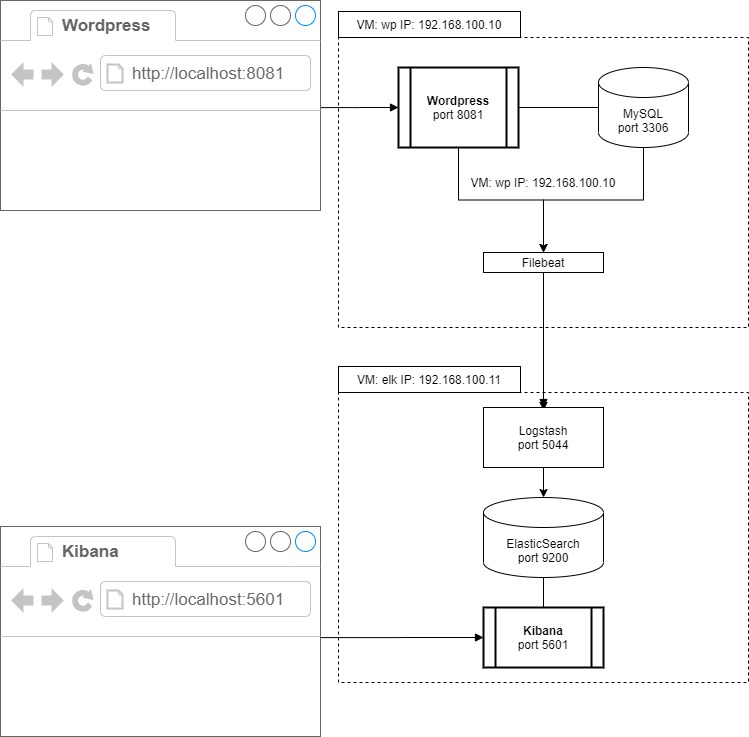 Wordpress
http://localhost:8081
VM: wp IP: 192.168.100.10
Wordpress
port 8081
MySQL
port 3306
VM: wp IP: 192.168.100.10
Filebeat
VM: elk IP: 192.168.100.11
Logstash
port 5044
ElasticSearch
port 9200
Kibana
http://localhost:5601
Kibana
port 5601